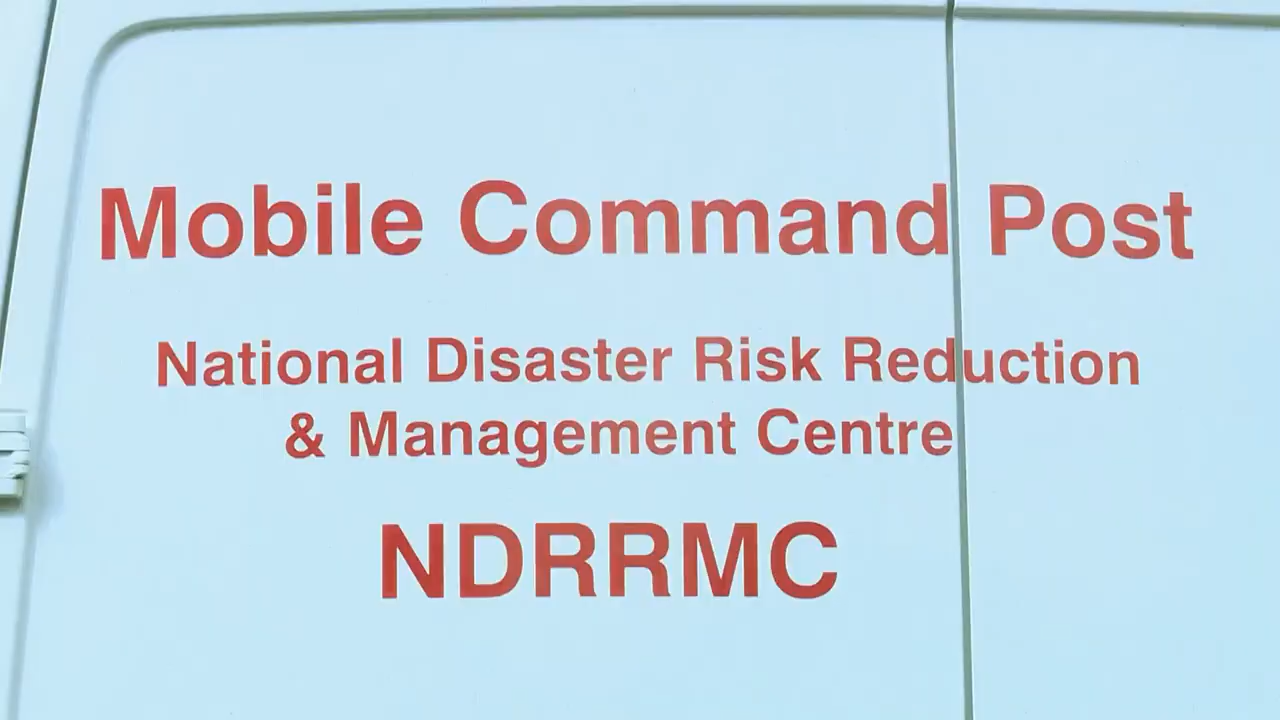 Mobile Command Post
National Disaster Risk Reduction
& Management Centre
NDRRMC